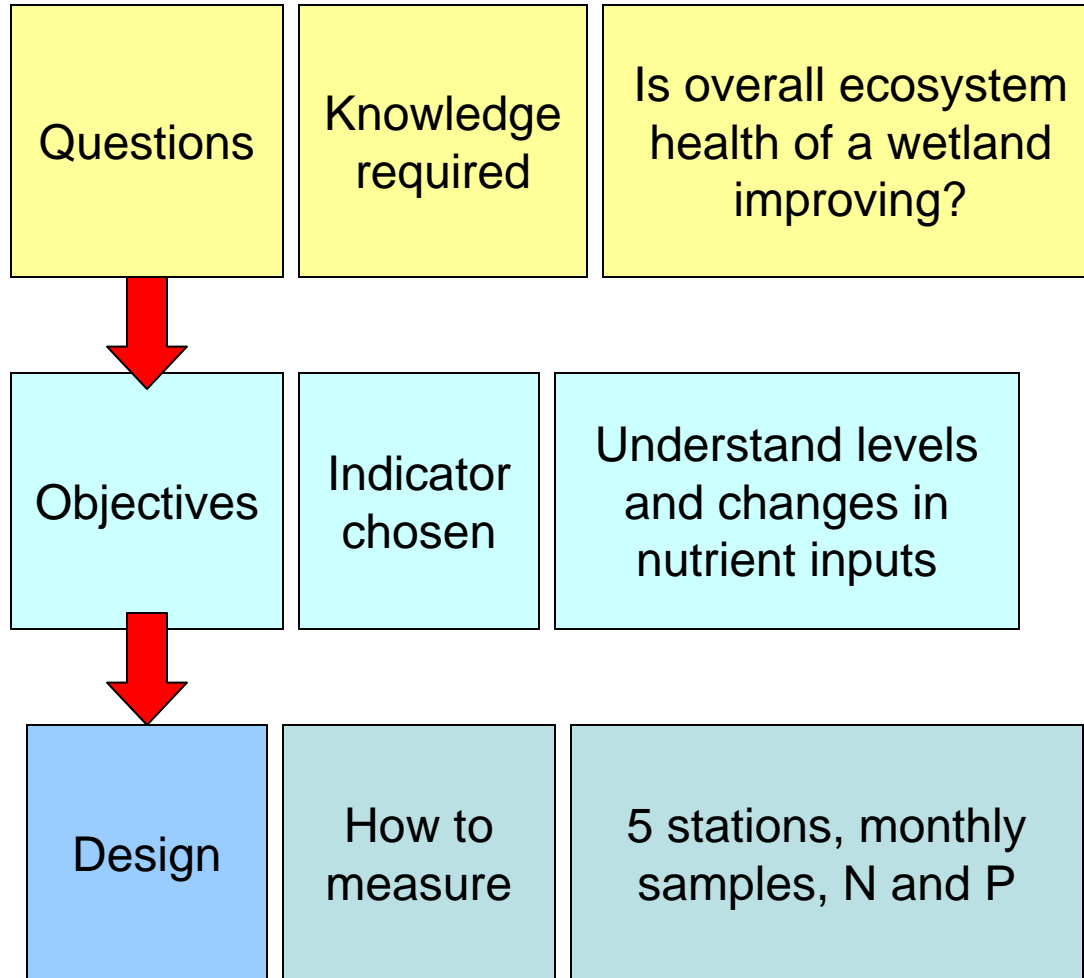 Questions
Knowledge
required
Is overall ecosystem
health of a wetland
improving?
Objectives
Indicator
chosen
Understand levels
and changes in
nutrient inputs
Design
How to
measure
5 stations, monthly
samples, N and P